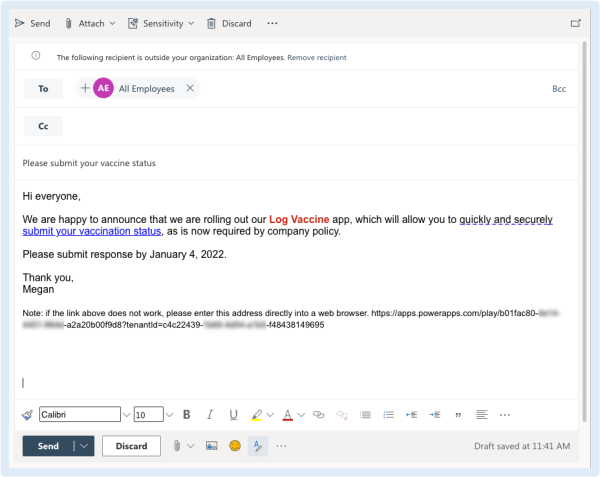 Send Attach Sensitivity Discard ...
The following recipient is outside your organization: All Employees. Remove recipient
To AE All Employees Bcc
Cc
Please submit your vaccine status
Hi everyone,
We are happy to announce that we are rolling out our Log Vaccine app, which will allow you to quickly and securely
submit your vaccination status, as is now required by company policy.
Please submit response by January 4, 2022.
Thank you,
Megan
Note: if the link above does not work, please enter this address directly into a web browser. https://apps.powerapps.com/play/b01fac80-
-a2a20b00f9d8?tenantId=c4c22439- -f48438149695
Calibri 10 B I U A ...
Send Discard ... Draft saved at 11:41 AM